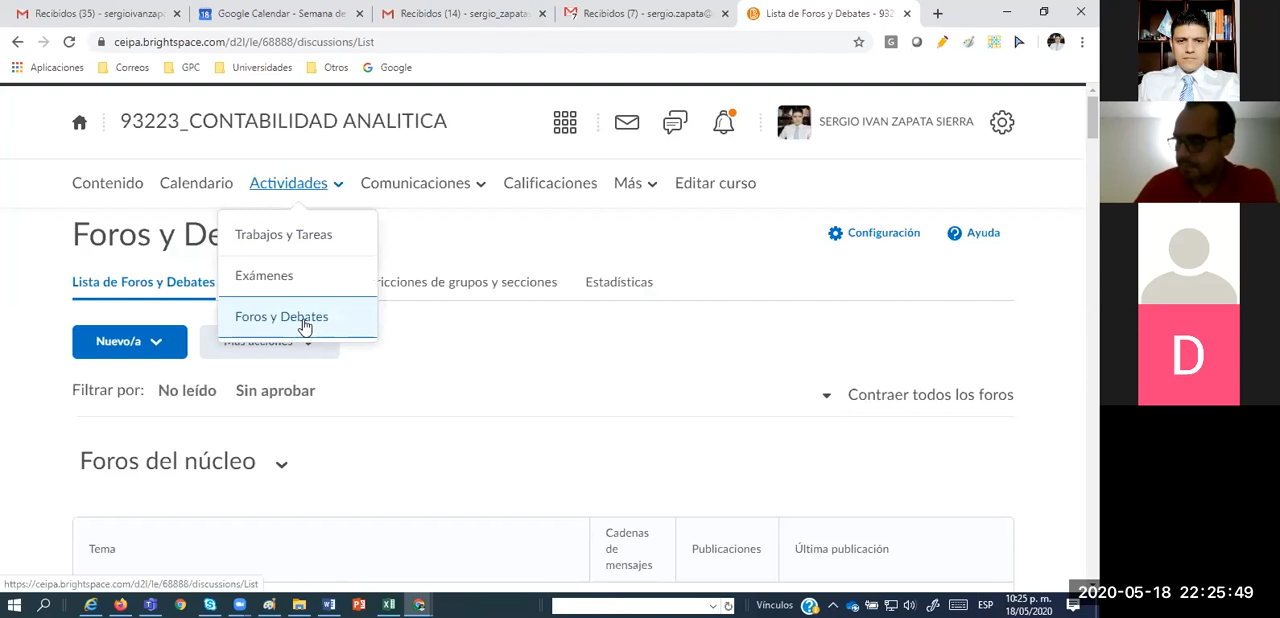 Recibidos (35) - sergioivanzapa
Google Calendar - Semana de
Recibidos (14) - sergio_zapata
Recibidos (7) - sergio.zapata@
Lista de Foros y Debates - 932
ceipa.brightspace.com/d2l/le/68888/discussions/List
Aplicaciones
Correos
GPC
Universidades
Otros
Google
93223_CONTABILIDAD ANALITICA
SERGIO IVAN ZAPATA SIERRA
Contenido
Calendario
Actividades
Comunicaciones
Calificaciones
Más
Editar curso
Foros y De
Trabajos y Tareas
Exámenes
Foros y Debates
Configuración
Ayuda
Lista de Foros y Debates
ricciones de grupos y secciones
Estadísticas
Nuevo/a
Más acciones
Filtrar por:
No leído
Sin aprobar
Contraer todos los foros
Foros del núcleo
Tema
Cadenas
de
mensajes
Publicaciones
Última publicación
https://ceipa.brightspace.com/d2l/le/68888/discussions/List
Vínculos
ESP
10:25 p. m.
18/05/2020
2020-05-18 22:25:49
D